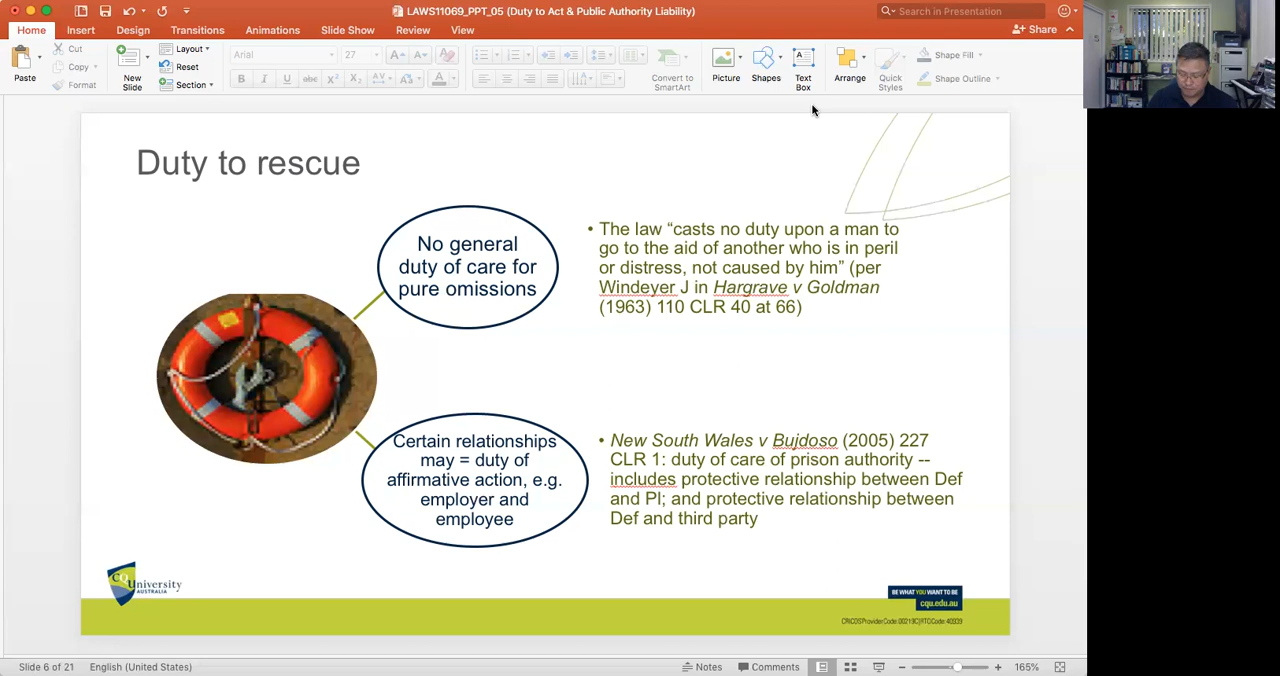 LAWS11069_PPT_05 (Duty to Act & Public Authority Liability)
Search in Presentation
Home Insert Design Transitions Animations Slide Show Review View
Share
Paste
Cut
Copy
Format
New Slide
Layout
Reset
Section
Arial 27
Convert to SmartArt
Picture
Shapes
Text Box
Arrange
Quick Styles
Shape Fill
Shape Outline
Duty to rescue
No general
duty of care for
pure omissions
• The law “casts no duty upon a man to
go to the aid of another who is in peril
or distress, not caused by him” (per
Windeyer J in Hargrave v Goldman
(1963) 110 CLR 40 at 66)
Certain relationships
may = duty of
affirmative action, e.g.
employer and
employee
• New South Wales v Bujdoso (2005) 227
CLR 1: duty of care of prison authority --
includes protective relationship between Def
and Pl; and protective relationship between
Def and third party
CQUniversity
AUSTRALIA
BE WHAT YOU WANT TO BE
cqu.edu.au
Slide 6 of 21 English (United States)
Notes Comments 165%